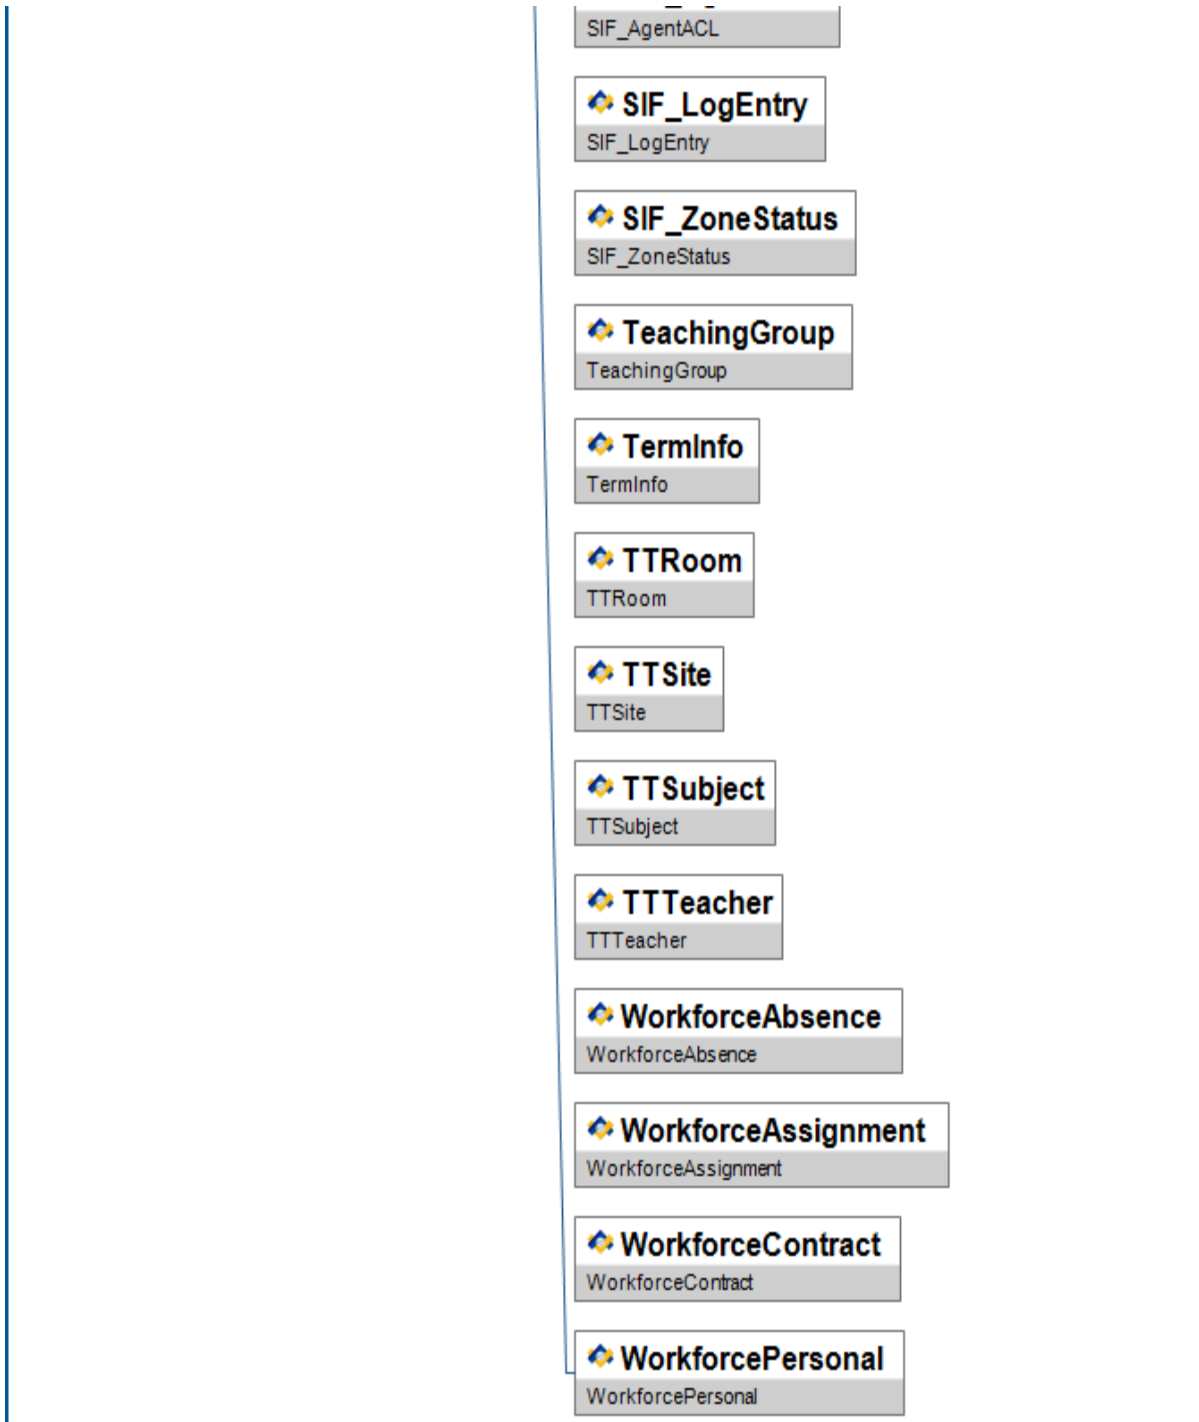 SIF_AgentACL
SIF_LogEntry
SIF_LogEntry
SIF_ZoneStatus
SIF_ZoneStatus
TeachingGroup
TeachingGroup
TermInfo
TermInfo
TTRoom
TTRoom
TTSite
TTSite
TTSubject
TTSubject
TTTeacher
TTTeacher
WorkforceAbsence
WorkforceAbsence
WorkforceAssignment
WorkforceAssignment
WorkforceContract
WorkforceContract
WorkforcePersonal
WorkforcePersonal